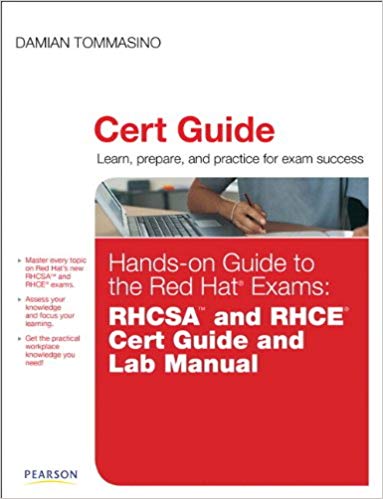 DAMIAN TOMMASINO
Cert Guide
Learn, prepare, and practice for exam success
▸ Master every topic
on Red Hat's new
RHCSA™ and
RHCE® exams.
▸ Assess your
knowledge
and focus your
learning.
▸ Get the practical
workplace
knowledge you
need!
Hands-on Guide to
the Red Hat® Exams:
RHCSA™ and RHCE®
Cert Guide and
Lab Manual
PEARSON